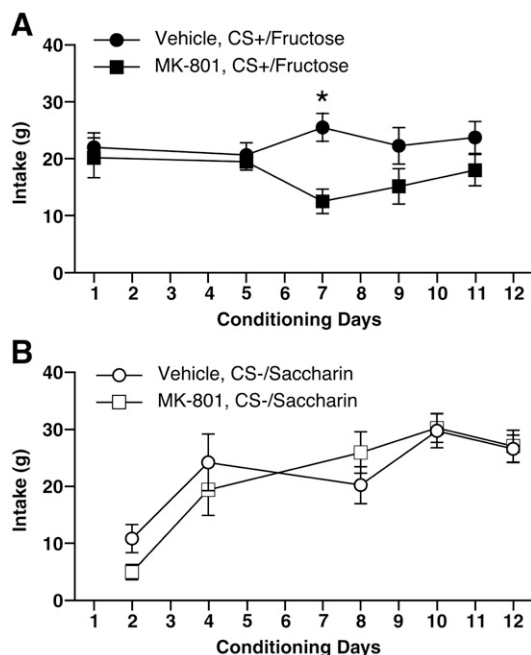 A
Vehicle, CS+/Fructose
MK-801, CS+/Fructose
*
40
30
20
10
0
Intake (g)
1 2 3 4 5 6 7 8 9 10 11 12
Conditioning Days
B
Vehicle, CS-/Saccharin
MK-801, CS-/Saccharin
40
30
20
10
0
Intake (g)
1 2 3 4 5 6 7 8 9 10 11 12
Conditioning Days